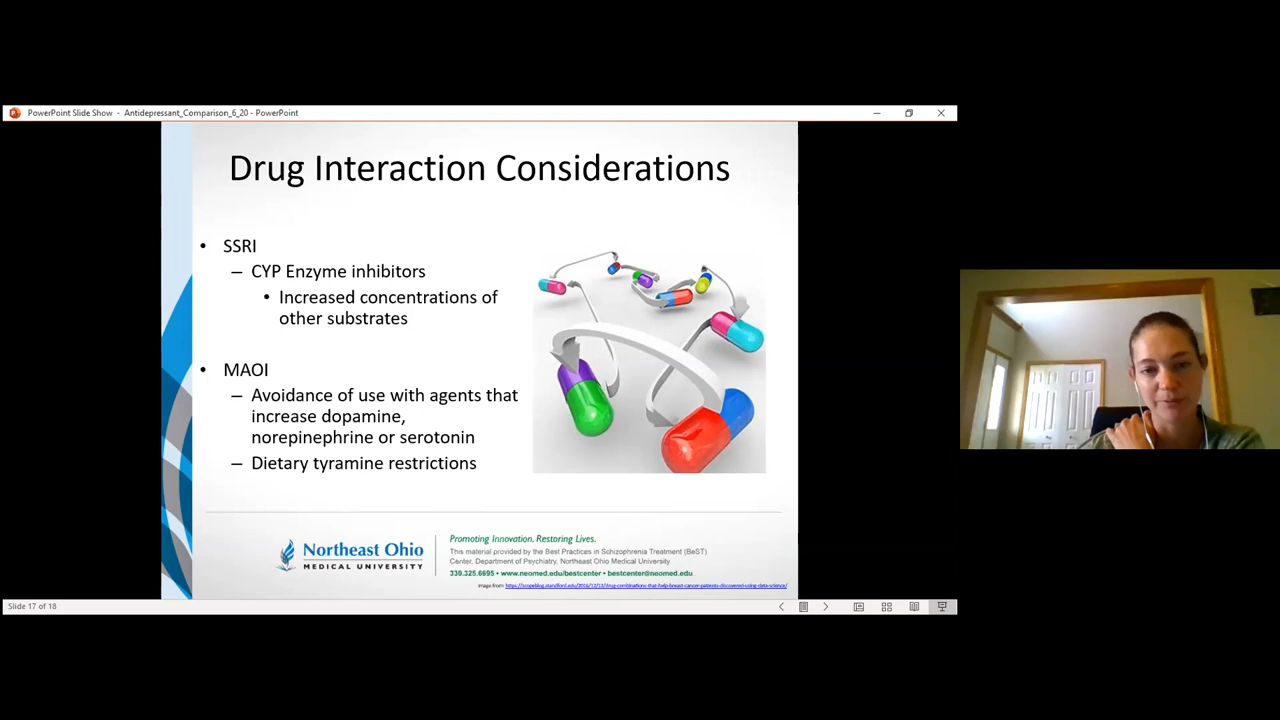 PowerPoint Slide Show - Antidepressant_Comparison_6_20 - PowerPoint
Drug Interaction Considerations
• SSRI
– CYP Enzyme inhibitors
• Increased concentrations of
other substrates
• MAOI
– Avoidance of use with agents that
increase dopamine,
norepinephrine or serotonin
– Dietary tyramine restrictions
Northeast Ohio
MEDICAL UNIVERSITY
Promoting Innovation, Restoring Lives.
This material provided by the Best Practices in Schizophrenia Treatment (BeST)
Center, Department of Psychiatry, Northeast Ohio Medical University
330.325.6695 • www.neomed.edu/bestcenter • bestcenter@neomed.edu
Image from:
Slide 17 of 18